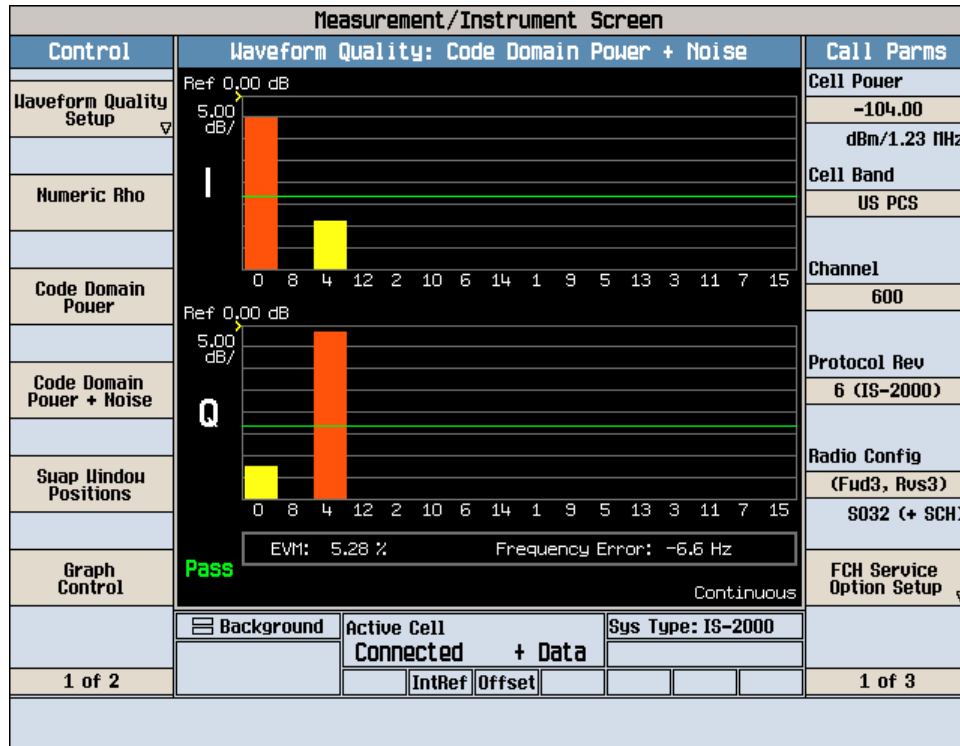 Measurement/Instrument Screen
Control
Waveform Quality Setup
Numeric Rho
Code Domain Power
Code Domain Power + Noise
Swap Window Positions
Graph Control
1 of 2
Waveform Quality: Code Domain Power + Noise
Ref 0.00 dB
5.00 dB/
I
0 8 4 12 2 10 6 14 1 9 5 13 3 11 7 15
Ref 0.00 dB
5.00 dB/
Q
0 8 4 12 2 10 6 14 1 9 5 13 3 11 7 15
EVM: 5.28 % Frequency Error: -6.6 Hz
Pass
Continuous
Background
Active Cell
Connected + Data
Sys Type: IS-2000
IntRef Offset
Call Parms
Cell Power
-104.00
dBm/1.23 MHz
Cell Band
US PCS
Channel
600
Protocol Rev
6 (IS-2000)
Radio Config
(Fwd3, Rvs3)
SO32 (+ SCH)
FCH Service Option Setup
1 of 3